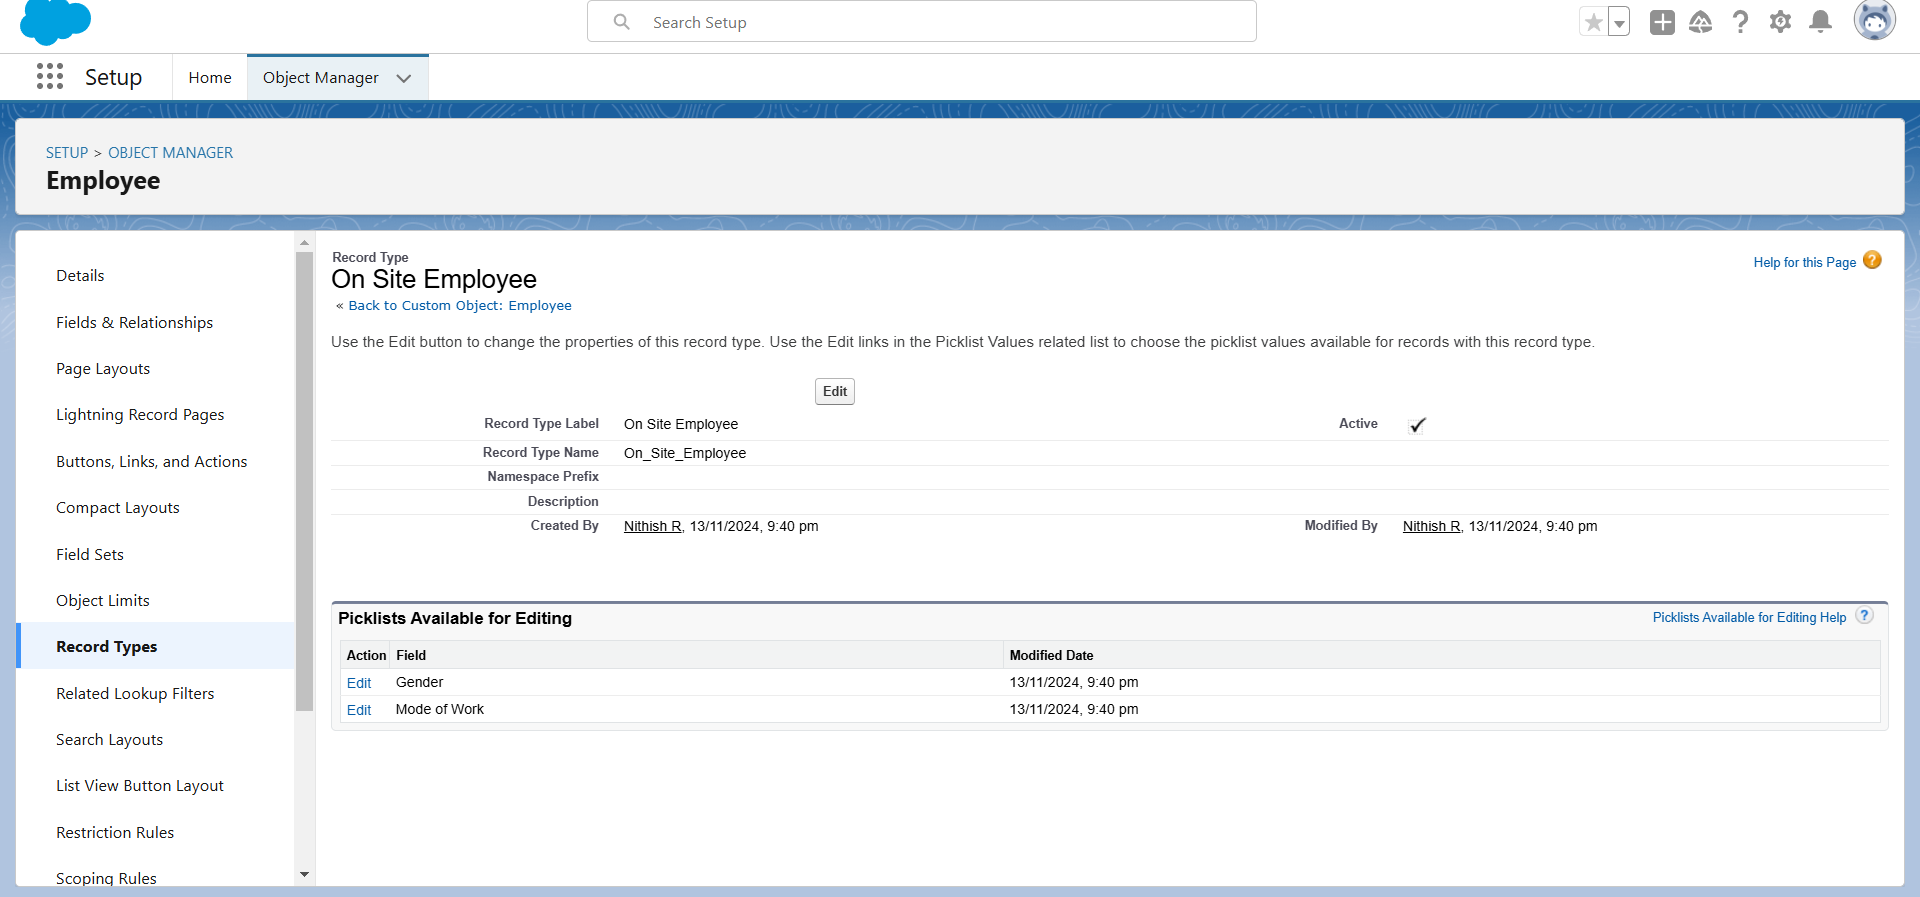 Search Setup
Setup
Home
Object Manager
SETUP > OBJECT MANAGER
Employee
Details
Fields & Relationships
Page Layouts
Lightning Record Pages
Buttons, Links, and Actions
Compact Layouts
Field Sets
Object Limits
Record Types
Related Lookup Filters
Search Layouts
List View Button Layout
Restriction Rules
Scoping Rules
Record Type
On Site Employee
« Back to Custom Object: Employee
Help for this Page ?
Use the Edit button to change the properties of this record type. Use the Edit links in the Picklist Values related list to choose the picklist values available for records with this record type.
Edit
Record Type Label On Site Employee Active
Record Type Name On_Site_Employee
Namespace Prefix
Description
Created By Nithish R, 13/11/2024, 9:40 pm Modified By Nithish R, 13/11/2024, 9:40 pm
Picklists Available for Editing
Picklists Available for Editing Help ?
Action Field Modified Date
Edit Gender 13/11/2024, 9:40 pm
Edit Mode of Work 13/11/2024, 9:40 pm